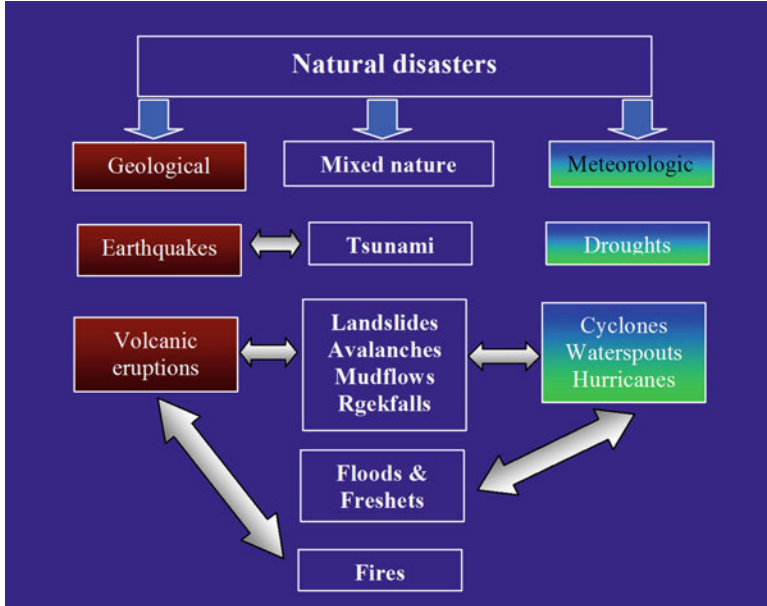 Natural disasters
Geological
Mixed nature
Meteorologic
Earthquakes
Tsunami
Droughts
Volcanic
eruptions
Landslides
Avalanches
Mudflows
Rgekfalls
Cyclones
Waterspouts
Hurricanes
Floods &
Freshets
Fires